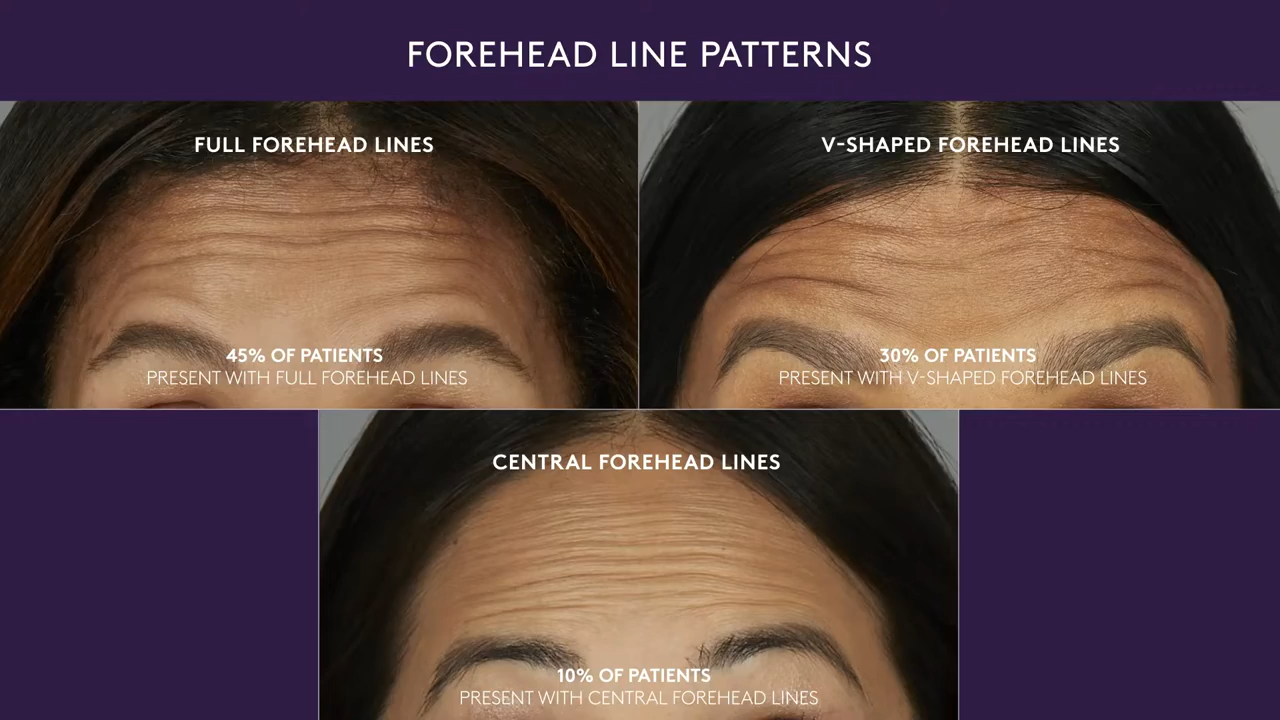 FOREHEAD LINE PATTERNS
FULL FOREHEAD LINES
45% OF PATIENTS
PRESENT WITH FULL FOREHEAD LINES
V-SHAPED FOREHEAD LINES
30% OF PATIENTS
PRESENT WITH V-SHAPED FOREHEAD LINES
CENTRAL FOREHEAD LINES
10% OF PATIENTS
PRESENT WITH CENTRAL FOREHEAD LINES